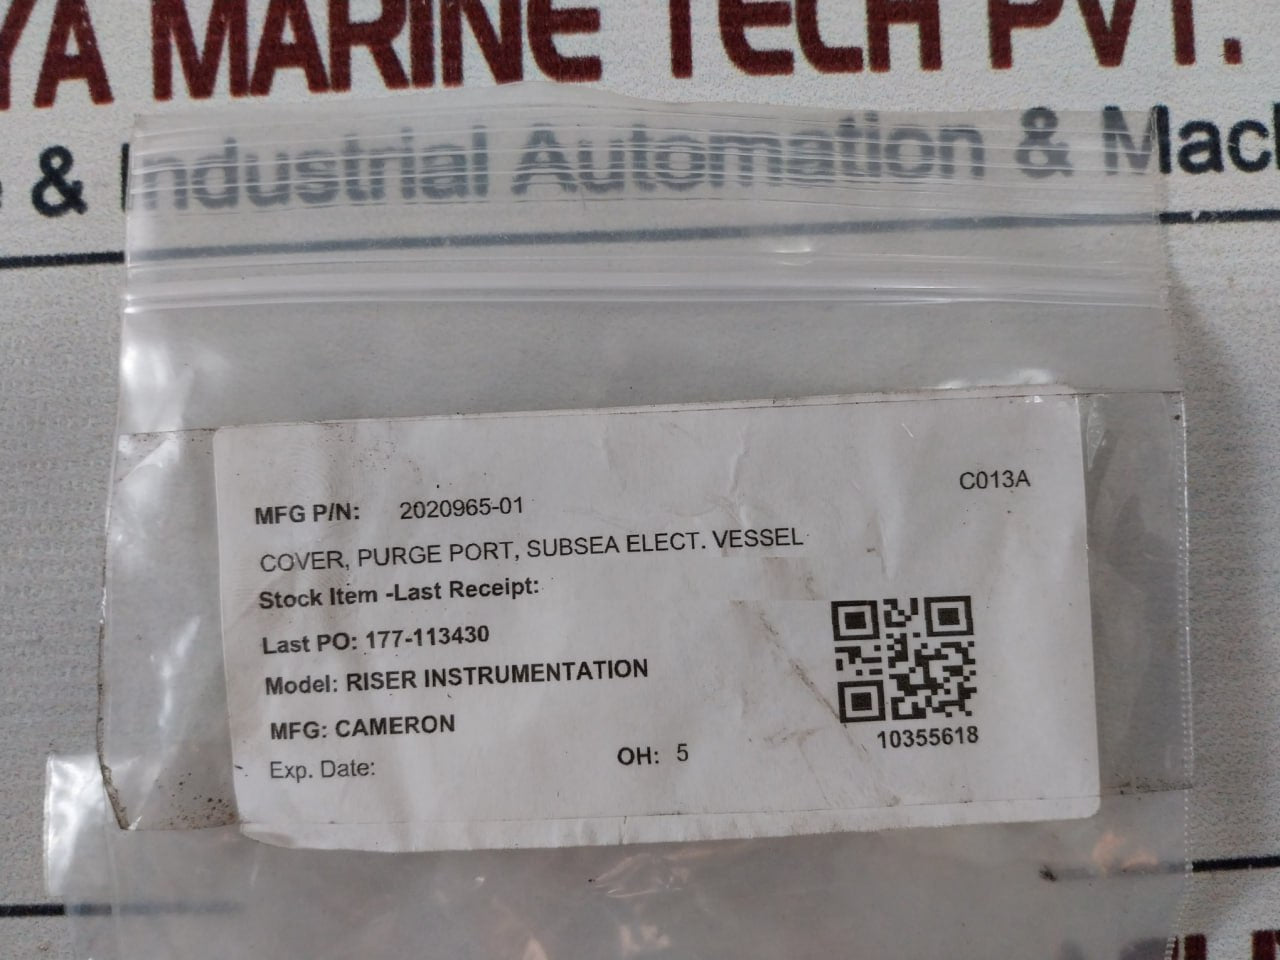 YA MARINE TECH PVT.
& Industrial Automation & Mach
C013A
MFG P/N: 2020965-01
COVER, PURGE PORT, SUBSEA ELECT. VESSEL
Stock Item -Last Receipt:
Last PO: 177-113430
Model: RISER INSTRUMENTATION
MFG: CAMERON
10355618
Exp. Date: OH: 5